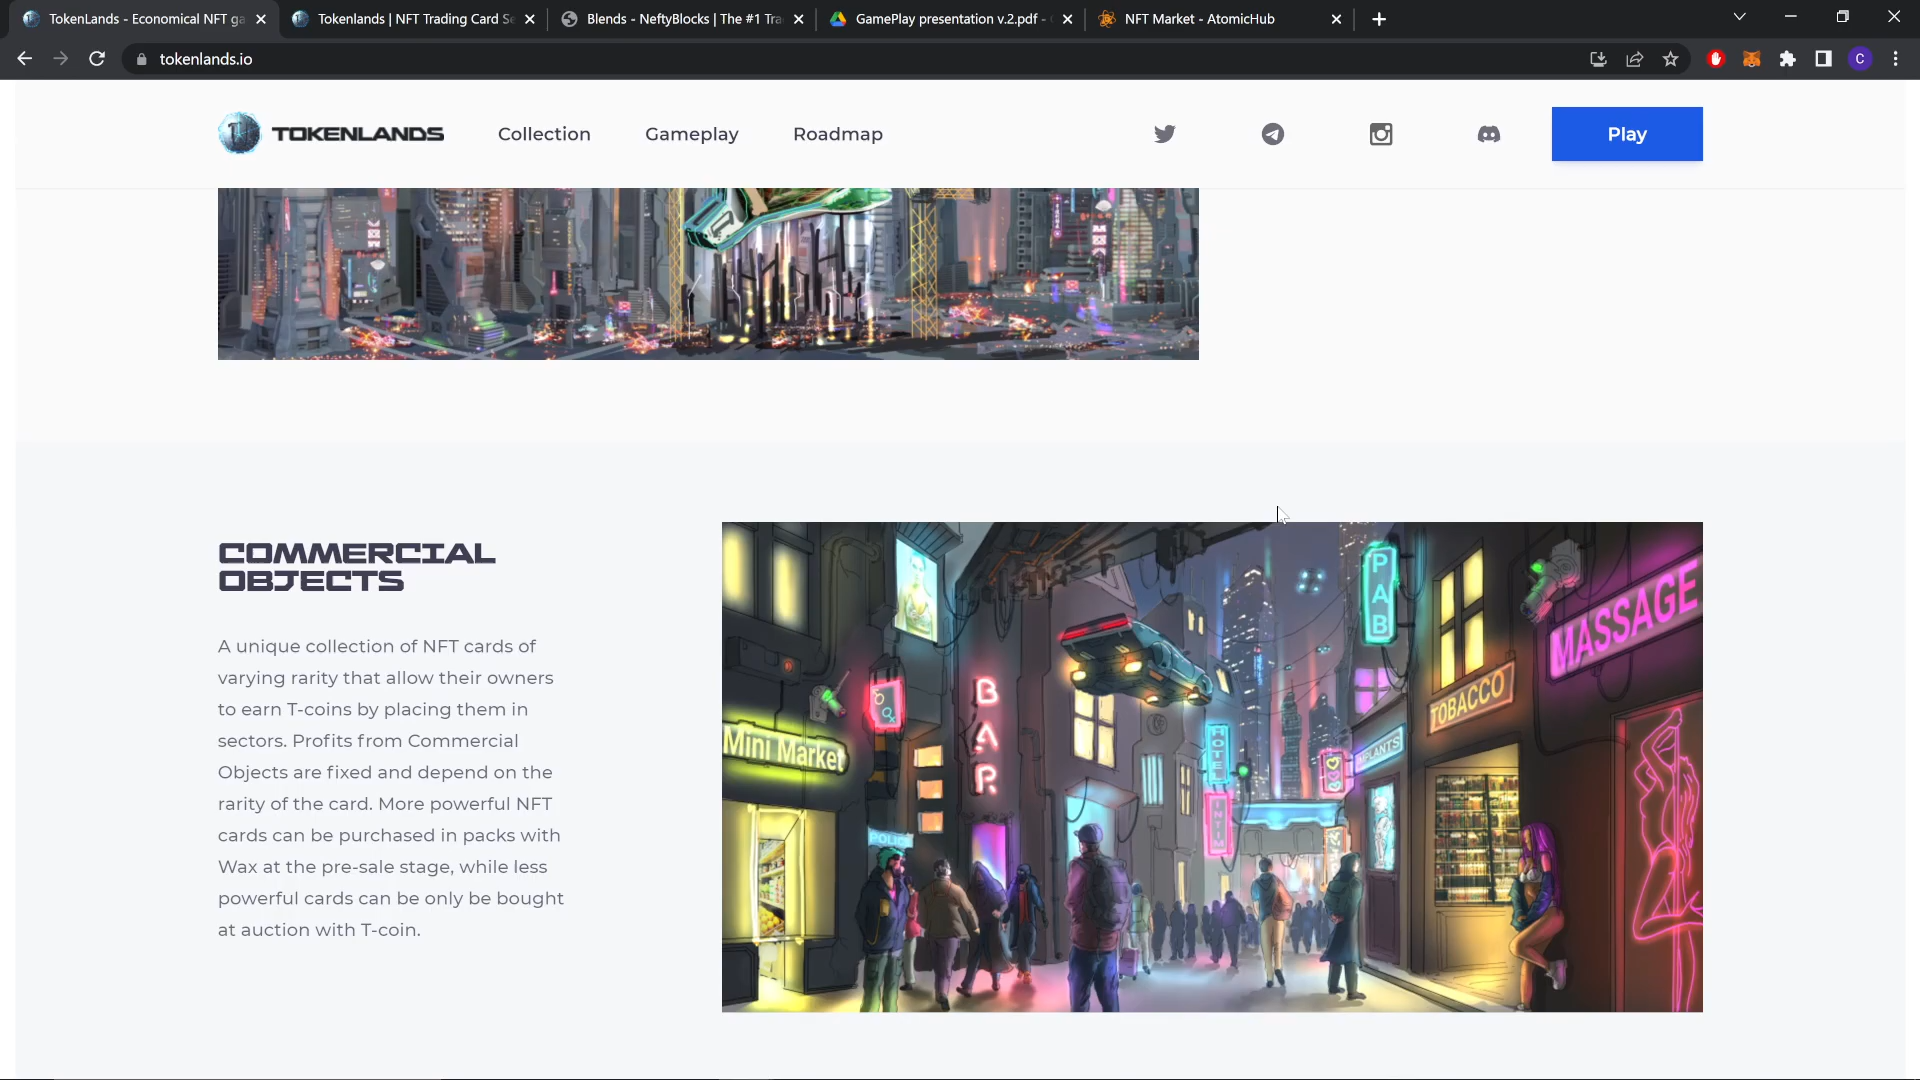 TokenLands - Economical NFT ga
Tokenlands | NFT Trading Card Se
Blends - NeftyBlocks | The #1 Tra
GamePlay presentation v.2.pdf -
NFT Market - AtomicHub
tokenlands.io
C
TOKENLANDS
Collection
Gameplay
Roadmap
Play
COMMERCIAL
OBJECTS
A unique collection of NFT cards of
varying rarity that allow their owners
to earn T-coins by placing them in
sectors. Profits from Commercial
Objects are fixed and depend on the
rarity of the card. More powerful NFT
cards can be purchased in packs with
Wax at the pre-sale stage, while less
powerful cards can be only be bought
at auction with T-coin.
PAB
MASSAGE
TOBACCO
BAR
Mini Market
HOTEL
IMPLANTS
INTIM
POLICE